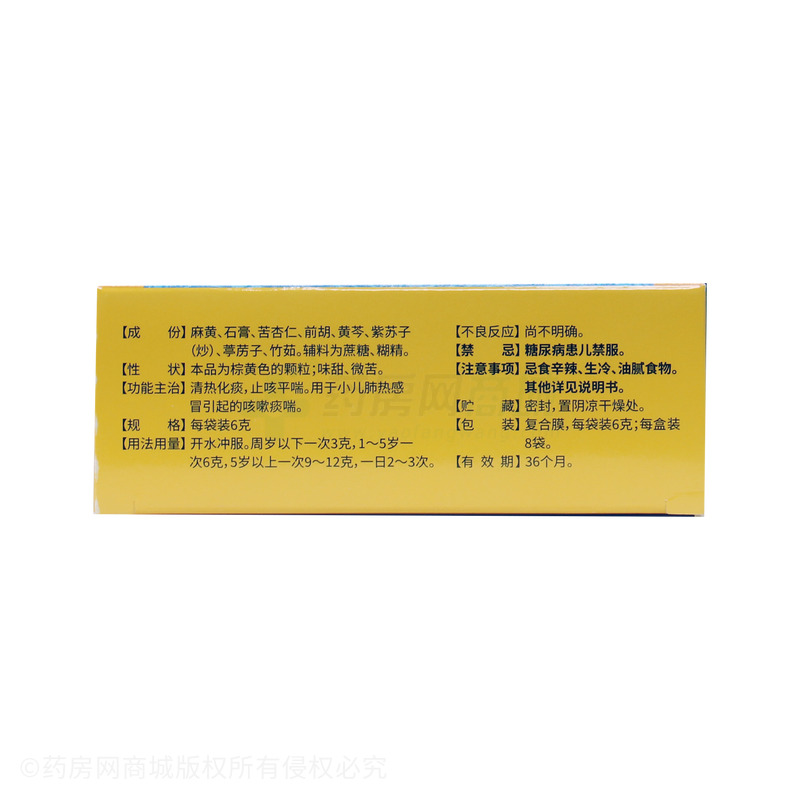 【成份】麻黄、石膏、苦杏仁、前胡、黄芩、紫苏子
(炒)、葶苈子、竹茹。辅料为蔗糖、糊精。
【性状】本品为棕黄色的颗粒;味甜、微苦。
【功能主治】清热化痰,止咳平喘。用于小儿肺热感
冒引起的咳嗽痰喘。
【规格】每袋装6克
【用法用量】开水冲服。周岁以下一次3克,1～5岁一
次6克,5岁以上一次9～12克,一日2～3次。
【不良反应】尚不明确。
【禁忌】糖尿病患儿禁服。
【注意事项】忌食辛辣、生冷、油腻食物。
其他详见说明书。
【贮藏】密封,置阴凉干燥处。
【包装】复合膜,每袋装6克;每盒装
8袋。
【有效期】36个月。
药房网商
©药房网商城版权所有侵权必究